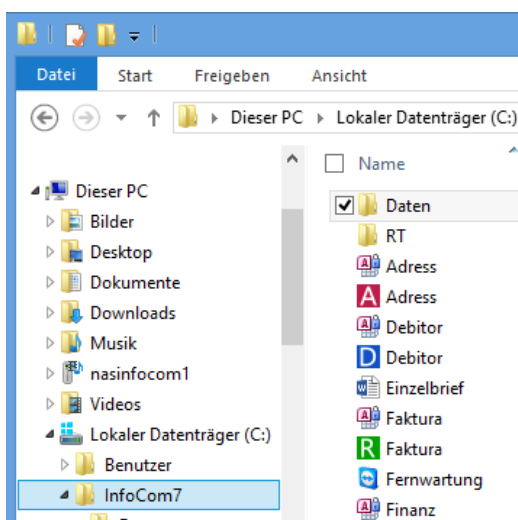 Datei Start Freigeben Ansicht
Dieser PC Lokaler Datenträger (C:)
Name
Dieser PC
Bilder
Desktop
Dokumente
Downloads
Musik
nasinfocom1
Videos
Lokaler Datenträger (C:)
Benutzer
InfoCom7
Daten
RT
A Adress
A Adress
A Debitor
D Debitor
W Einzelbrief
A Faktura
R Faktura
Fernwartung
A Finanz